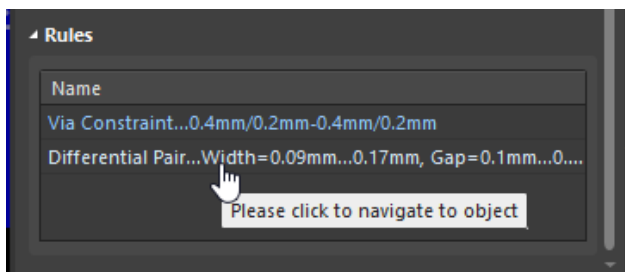 Rules
Name
Via Constraint...0.4mm/0.2mm-0.4mm/0.2mm
Differential Pair...Width=0.09mm...0.17mm, Gap=0.1mm...0....
Please click to navigate to object